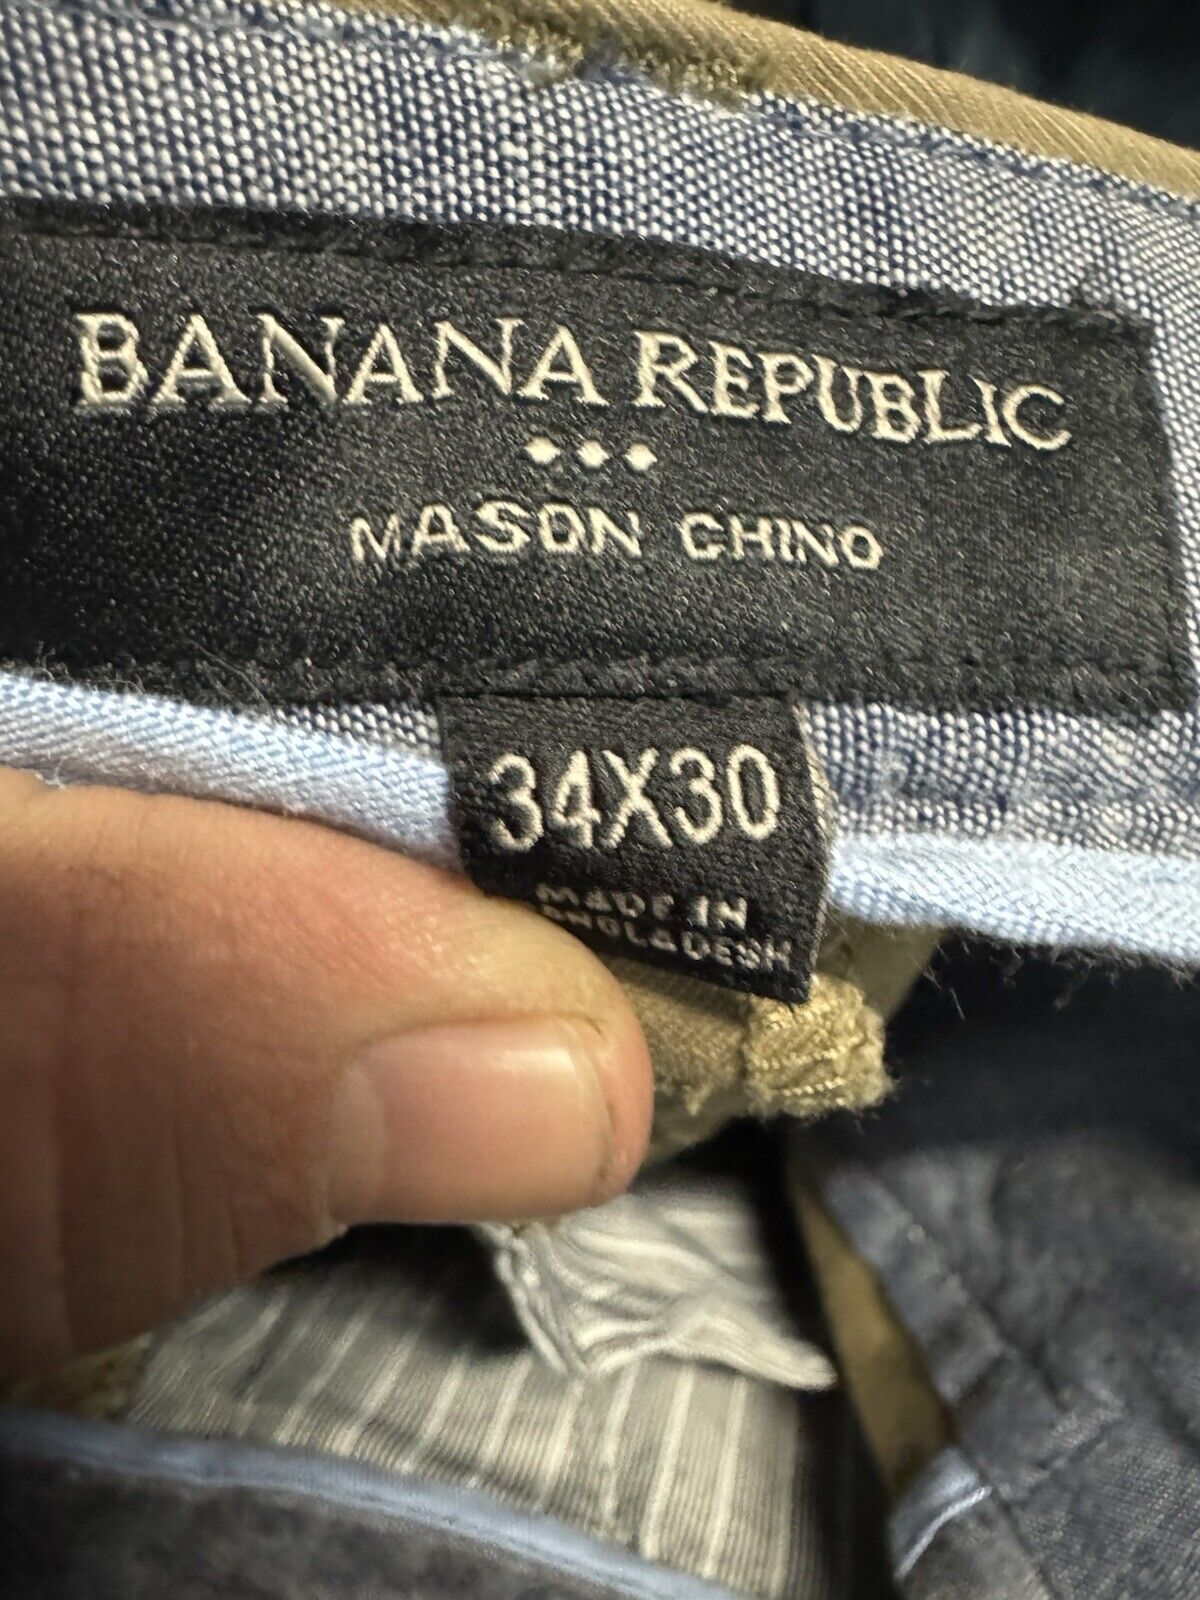 BANANA REPUBLIC
MASON CHINO
34X30
MADE IN
BANGLADESH